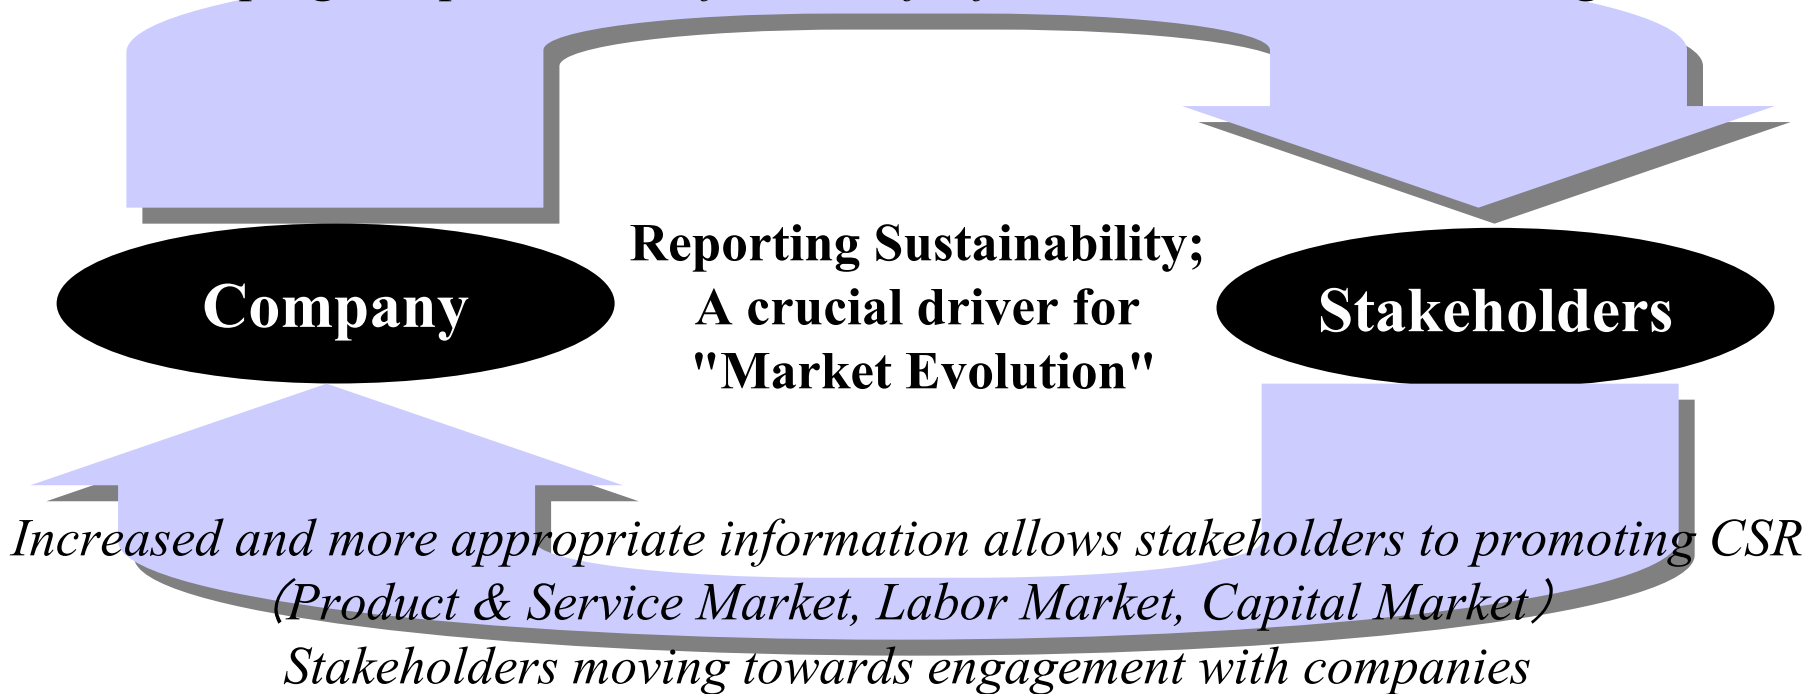 Company
Reporting Sustainability;
A crucial driver for
"Market Evolution"
Stakeholders
Increased and more appropriate information allows stakeholders to promoting CSR
（Product & Service Market, Labor Market, Capital Market）
Stakeholders moving towards engagement with companies